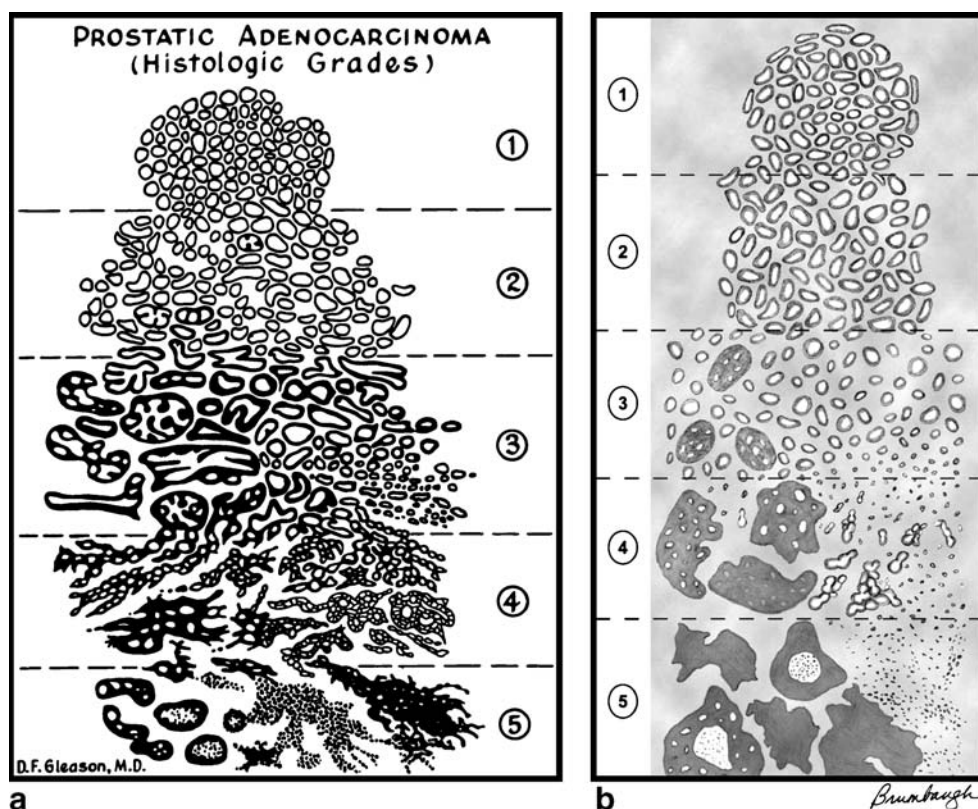 PROSTATIC ADENOCARCINOMA
(Histologic Grades)
1
2
3
4
5
D.F. Gleason, M.D.
a
1
2
3
4
5
Brumbaugh
b